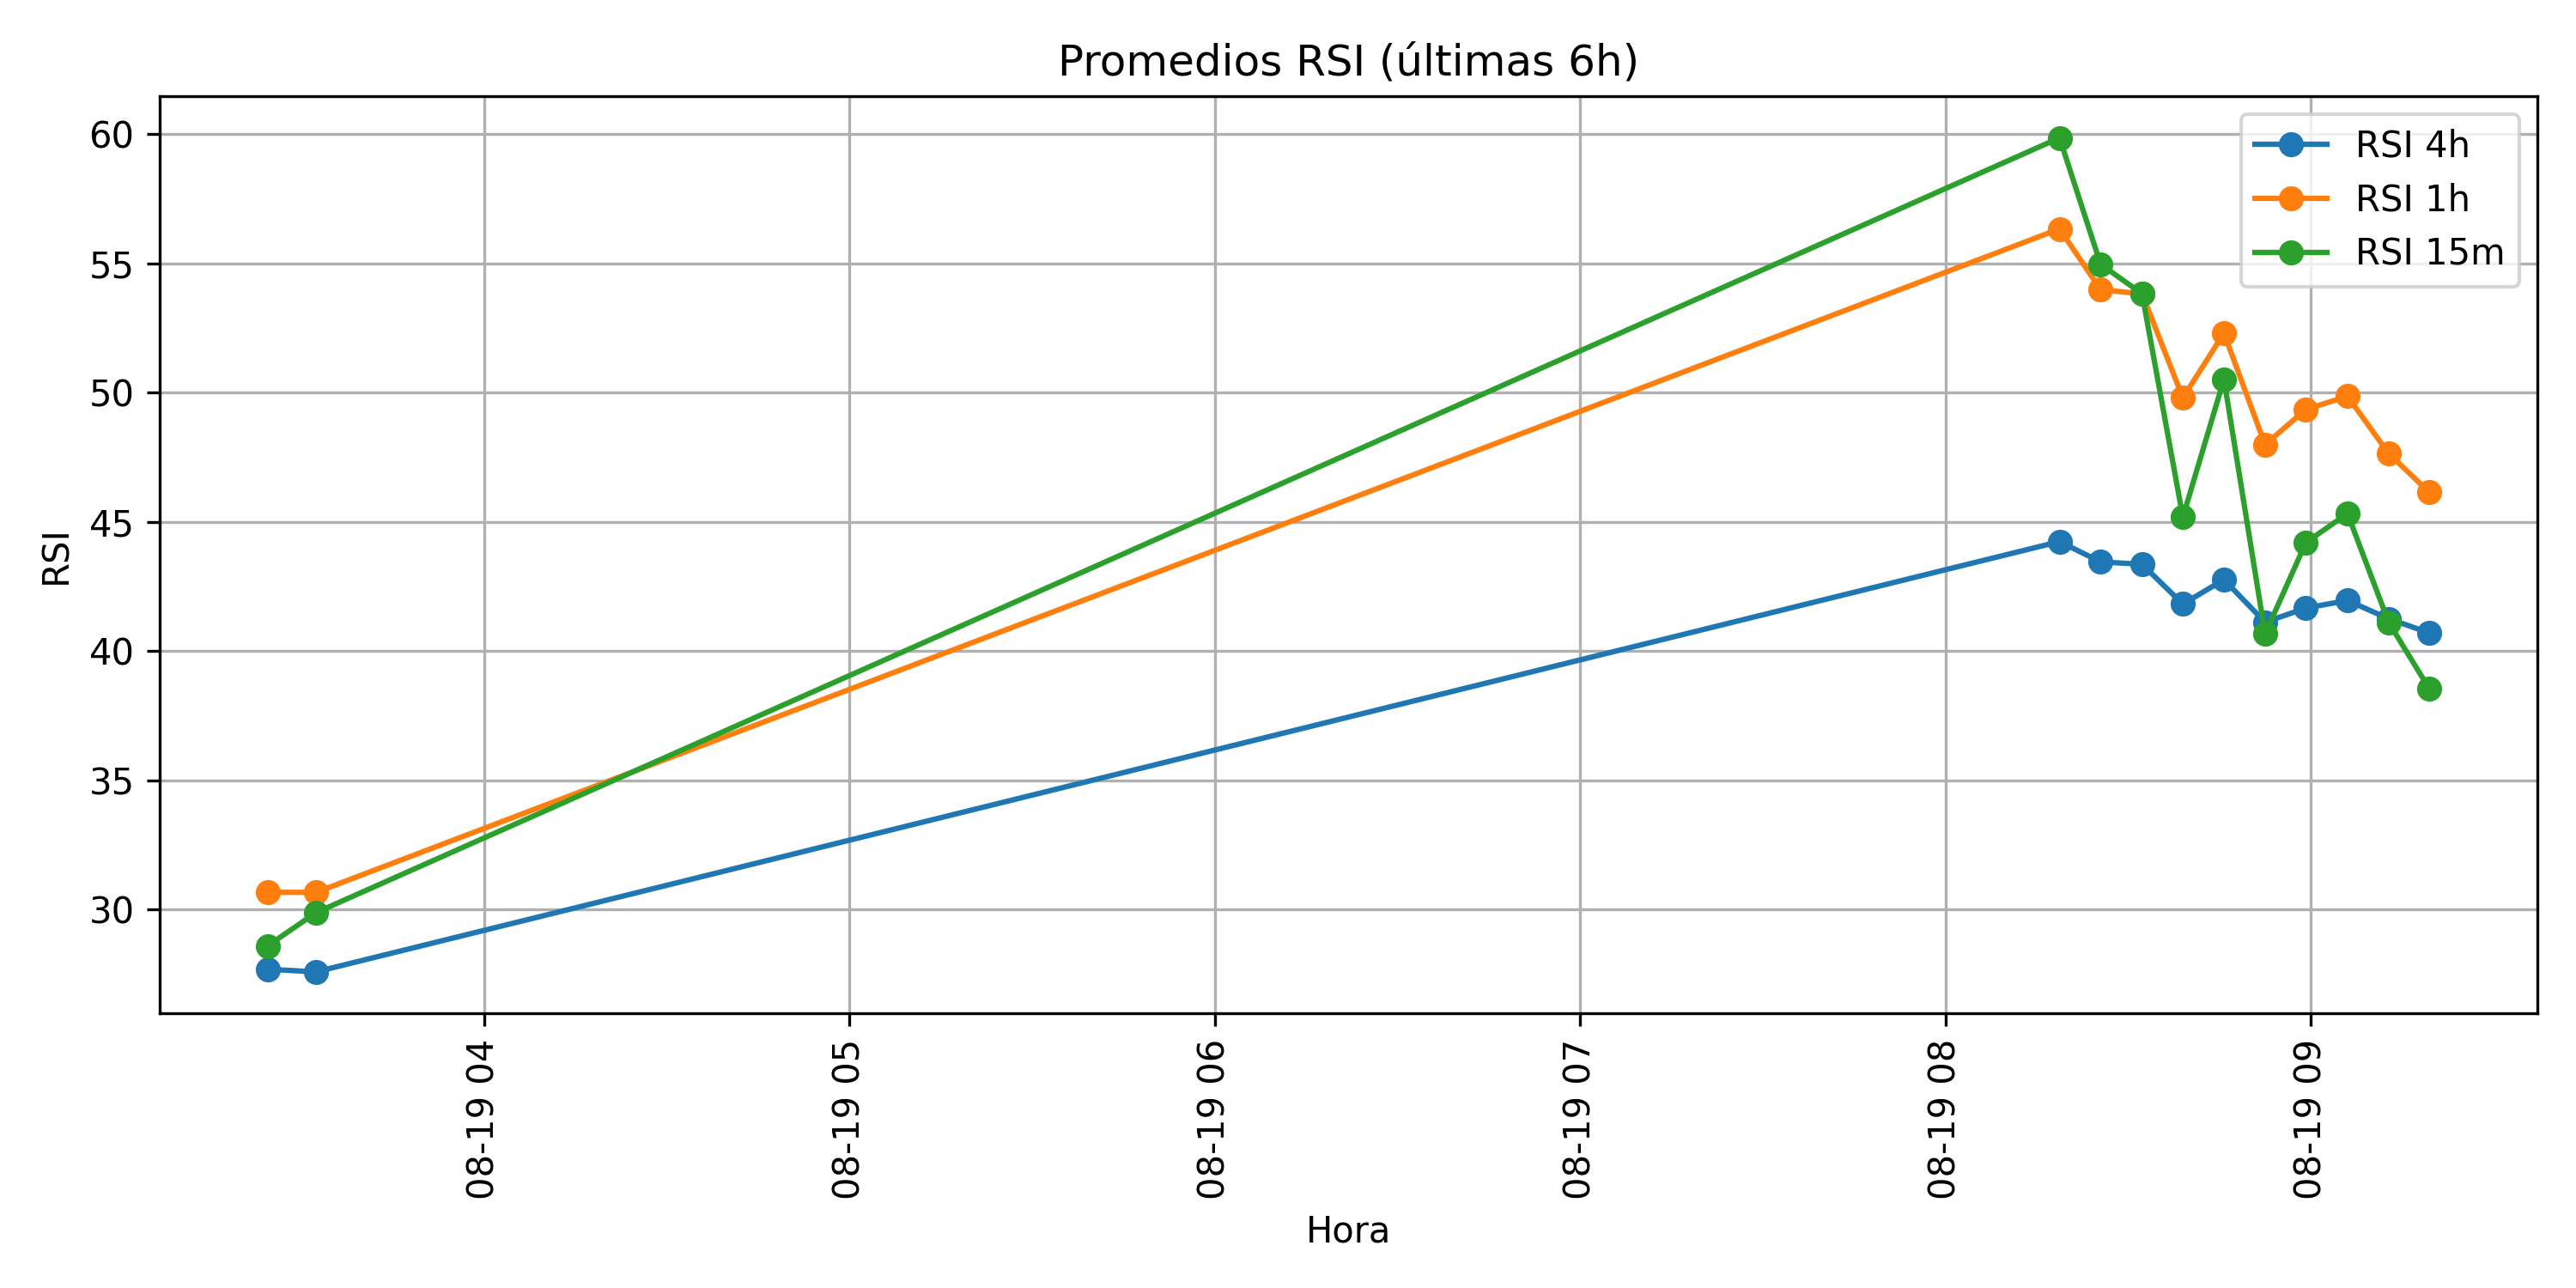 Promedios RSI (últimas 6h)
RSI 4h
RSI 1h
RSI 15m
60
55
50
45
40
35
30
RSI
08-19 04
08-19 05
08-19 06
08-19 07
08-19 08
08-19 09
Hora